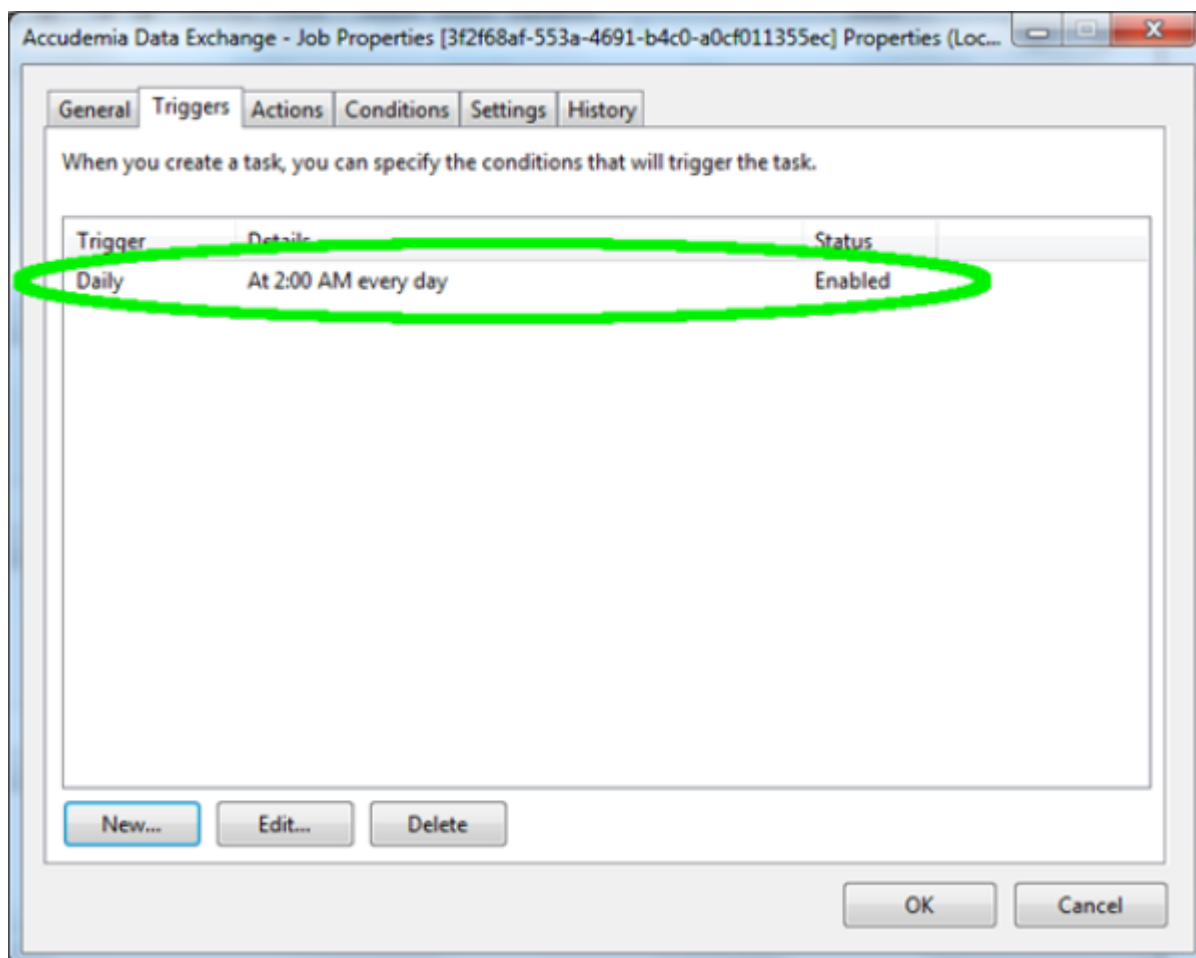 Accudemia Data Exchange - Job Properties [3f2f68af-553a-4691-b4c0-a0cf011355ec] Properties (Loc...
General Triggers Actions Conditions Settings History
When you create a task, you can specify the conditions that will trigger the task.
Trigger Details Status
Daily At 2:00 AM every day Enabled
New... Edit... Delete
OK Cancel